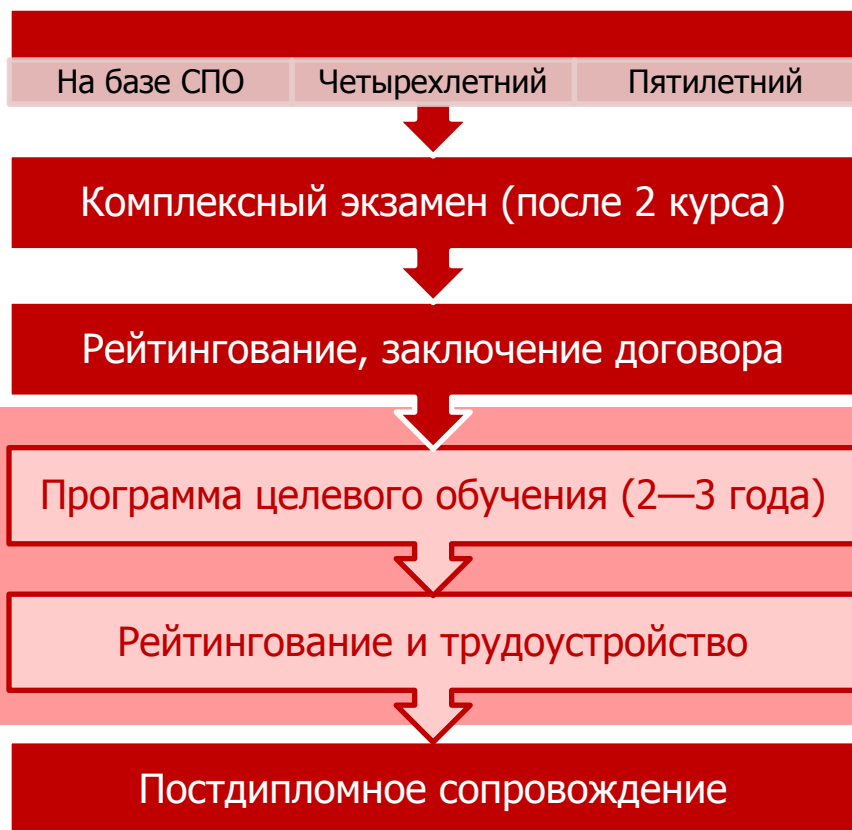 На базе СПО
Четырехлетний
Пятилетний
Комплексный экзамен (после 2 курса)
Рейтингование, заключение договора
Программа целевого обучения (2—3 года)
Рейтингование и трудоустройство
Постдипломное сопровождение